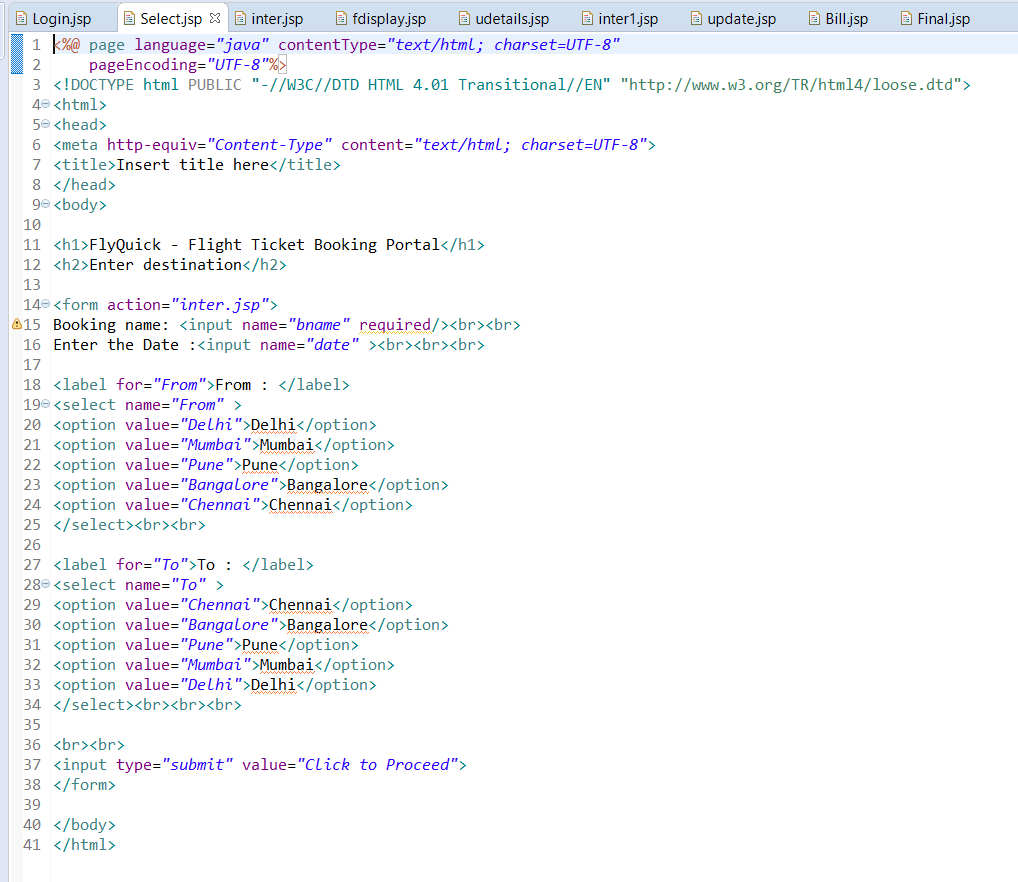 Login.jsp Select.jsp inter.jsp fdisplay.jsp udetails.jsp inter1.jsp update.jsp Bill.jsp Final.jsp
1 <%@ page language="java" contentType="text/html; charset=UTF-8"
2     pageEncoding="UTF-8"%>
3 <!DOCTYPE html PUBLIC "-//W3C//DTD HTML 4.01 Transitional//EN" "http://www.w3.org/TR/html4/loose.dtd">
4 <html>
5 <head>
6 <meta http-equiv="Content-Type" content="text/html; charset=UTF-8">
7 <title>Insert title here</title>
8 </head>
9 <body>
10
11 <h1>FlyQuick - Flight Ticket Booking Portal</h1>
12 <h2>Enter destination</h2>
13
14 <form action="inter.jsp">
15 Booking name: <input name="bname" required/><br><br>
16 Enter the Date :<input name="date" ><br><br><br>
17
18 <label for="From">From : </label>
19 <select name="From" >
20 <option value="Delhi">Delhi</option>
21 <option value="Mumbai">Mumbai</option>
22 <option value="Pune">Pune</option>
23 <option value="Bangalore">Bangalore</option>
24 <option value="Chennai">Chennai</option>
25 </select><br><br>
26
27 <label for="To">To : </label>
28 <select name="To" >
29 <option value="Chennai">Chennai</option>
30 <option value="Bangalore">Bangalore</option>
31 <option value="Pune">Pune</option>
32 <option value="Mumbai">Mumbai</option>
33 <option value="Delhi">Delhi</option>
34 </select><br><br><br>
35
36 <br><br>
37 <input type="submit" value="Click to Proceed">
38 </form>
39
40 </body>
41 </html>